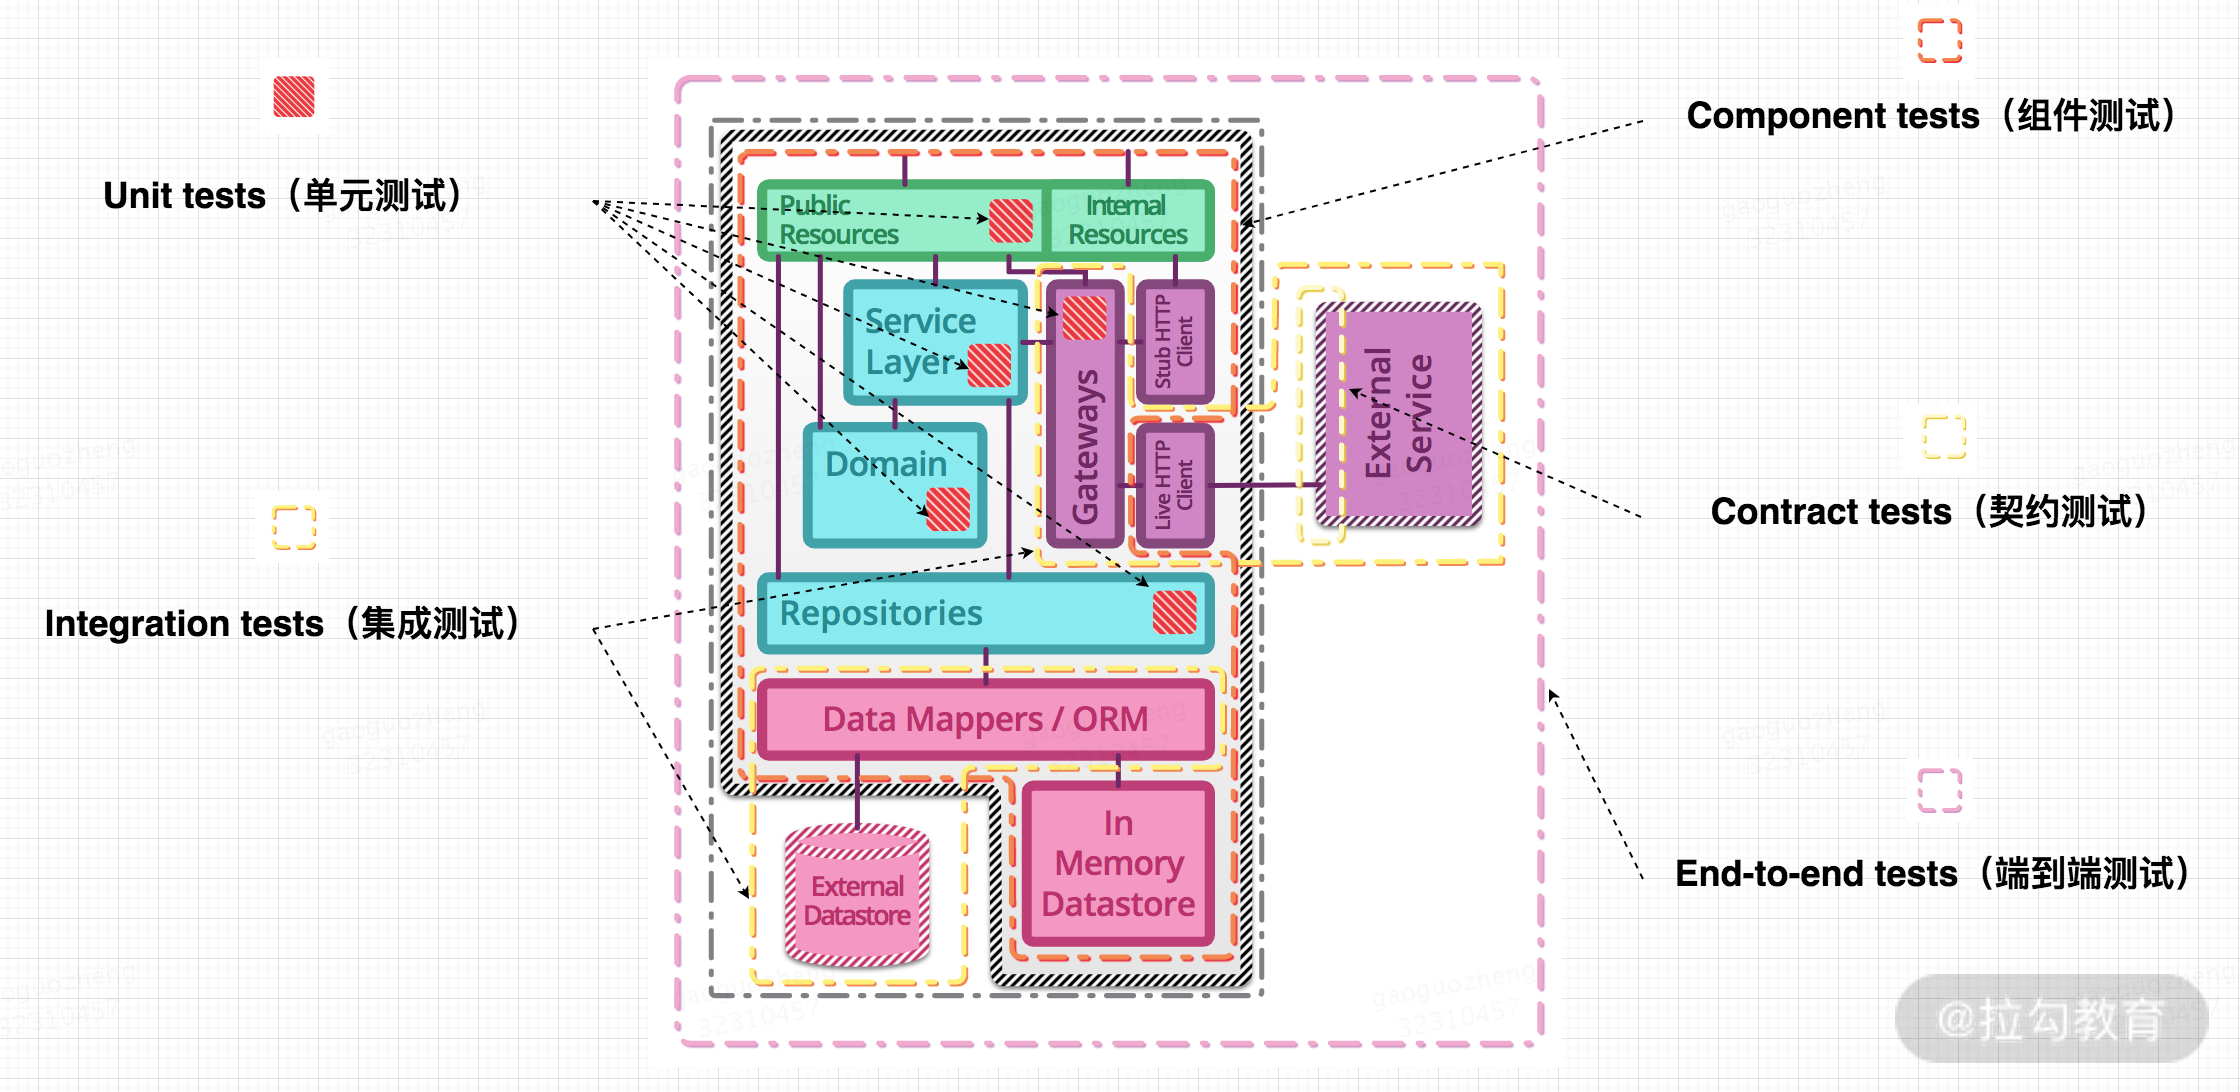 Unit tests（单元测试）
Integration tests（集成测试）
Public
Resources
Internal
Resources
Service
Layer
Gateways
Stub HTTP
Client
Domain
Live HTTP
Client
External
Service
Repositories
Data Mappers / ORM
External
Datastore
In
Memory
Datastore
Component tests（组件测试）
Contract tests（契约测试）
End-to-end tests（端到端测试）
@拉勾教育
gaoguozheng
32310457